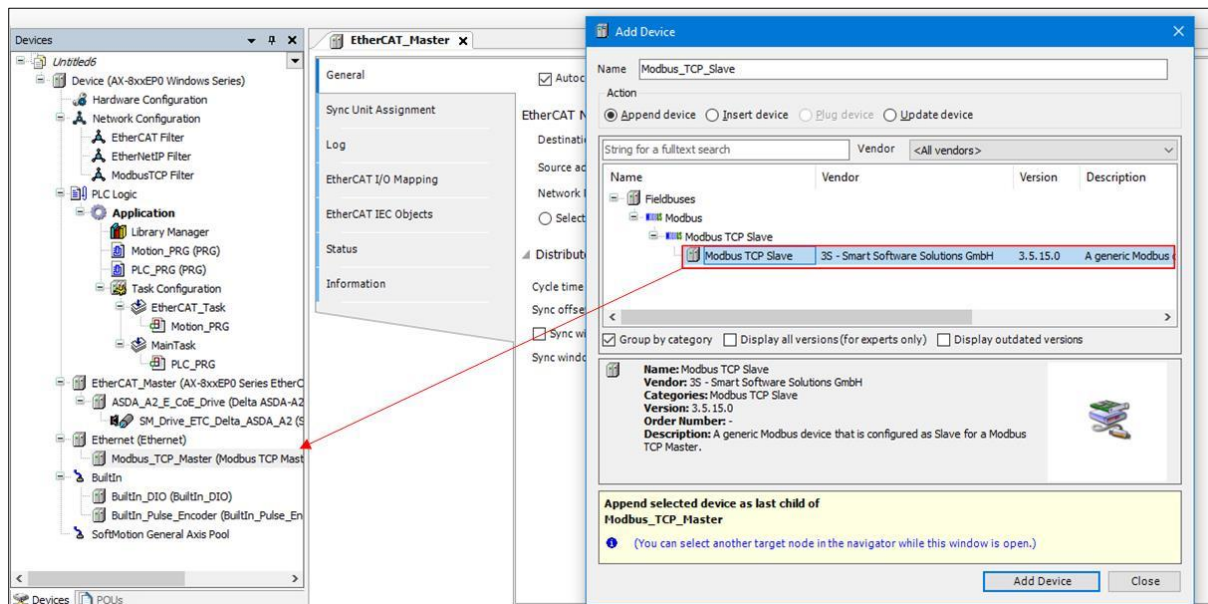 Devices
Untitled6
Device (AX-8xxEP0 Windows Series)
Hardware Configuration
Network Configuration
EtherCAT Filter
EtherNetIP Filter
ModbusTCP Filter
PLC Logic
Application
Library Manager
Motion_PRG (PRG)
PLC_PRG (PRG)
Task Configuration
EtherCAT_Task
Motion_PRG
MainTask
PLC_PRG
EtherCAT_Master (AX-8xxEP0 Series EtherC
ASDA_A2_E_CoE_Drive (Delta ASDA-A2
SM_Drive_ETC_Delta_ASDA_A2 (S
Ethernet (Ethernet)
Modbus_TCP_Master (Modbus TCP Mast
BuiltIn
BuiltIn_DIO (BuiltIn_DIO)
BuiltIn_Pulse_Encoder (BuiltIn_Pulse_En
SoftMotion General Axis Pool
Devices POUs
EtherCAT_Master
General
Sync Unit Assignment
Log
EtherCAT I/O Mapping
EtherCAT IEC Objects
Status
Information
Autoc
EtherCAT N
Destinatio
Source ad
Network
Select
Distribut
Cycle time
Sync offse
Sync wi
Sync windo
Add Device
Name Modbus_TCP_Slave
Action
Append device Insert device Plug device Update device
String for a fulltext search Vendor <All vendors>
Name Vendor Version Description
Fieldbuses
Modbus
Modbus TCP Slave
Modbus TCP Slave 3S - Smart Software Solutions GmbH 3.5.15.0 A generic Modbus
Group by category Display all versions (for experts only) Display outdated versions
Name: Modbus TCP Slave
Vendor: 3S - Smart Software Solutions GmbH
Categories: Modbus TCP Slave
Version: 3.5.15.0
Order Number: -
Description: A generic Modbus device that is configured as Slave for a Modbus
TCP Master.
Append selected device as last child of
Modbus_TCP_Master
(You can select another target node in the navigator while this window is open.)
Add Device Close